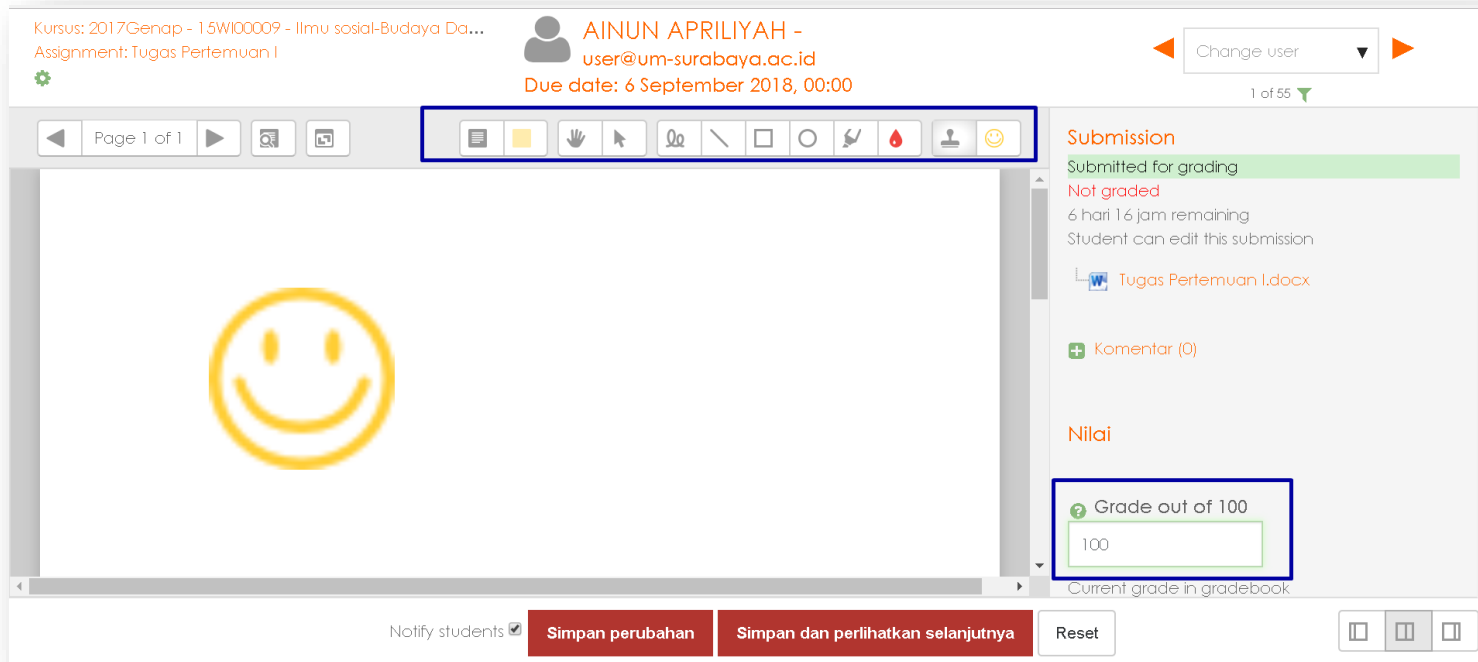 Kursus: 2017Genap - 15WI00009 - Ilmu sosial-Budaya Da...
Assignment: Tugas Pertemuan I
AINUN APRILIYAH -
user@um-surabaya.ac.id
Due date: 6 September 2018, 00:00
Change user
1 of 55
Page 1 of 1
Submission
Submitted for grading
Not graded
6 hari 16 jam remaining
Student can edit this submission
Tugas Pertemuan I.docx
Komentar (0)
Nilai
Grade out of 100
100
Current grade in gradebook
Notify students
Simpan perubahan
Simpan dan perlihatkan selanjutnya
Reset